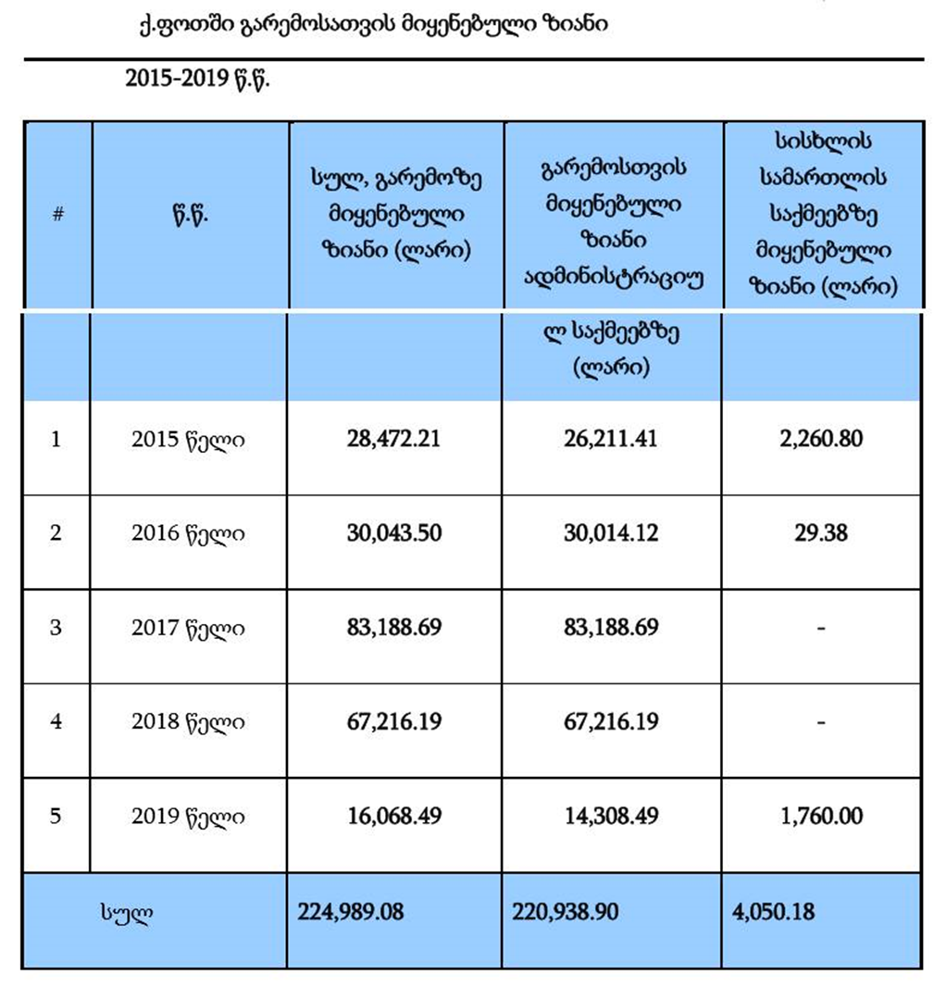 ქ.ფოთში გარემოსათვის მიყენებული ზიანი
2015-2019 წ.წ.
# წ.წ. სულ, გარემოზე მიყენებული ზიანი (ლარი) გარემოსთვის მიყენებული ზიანი ადმინისტრაციუ სისხლის სამართლის საქმეებზე მიყენებული ზიანი (ლარი)
ლ საქმეებზე
(ლარი)
1 2015 წელი 28,472.21 26,211.41 2,260.80
2 2016 წელი 30,043.50 30,014.12 29.38
3 2017 წელი 83,188.69 83,188.69 -
4 2018 წელი 67,216.19 67,216.19 -
5 2019 წელი 16,068.49 14,308.49 1,760.00
სულ 224,989.08 220,938.90 4,050.18